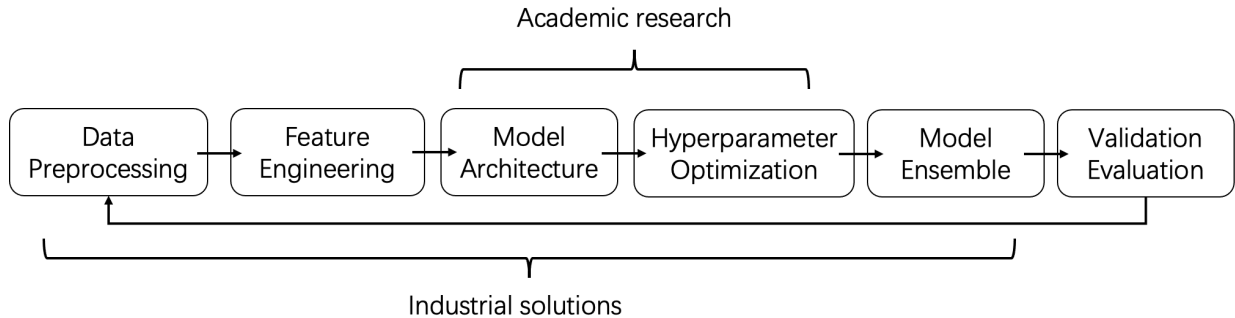 Academic research
Data
Preprocessing
Feature
Engineering
Model
Architecture
Hyperparameter
Optimization
Model
Ensemble
Validation
Evaluation
Industrial solutions